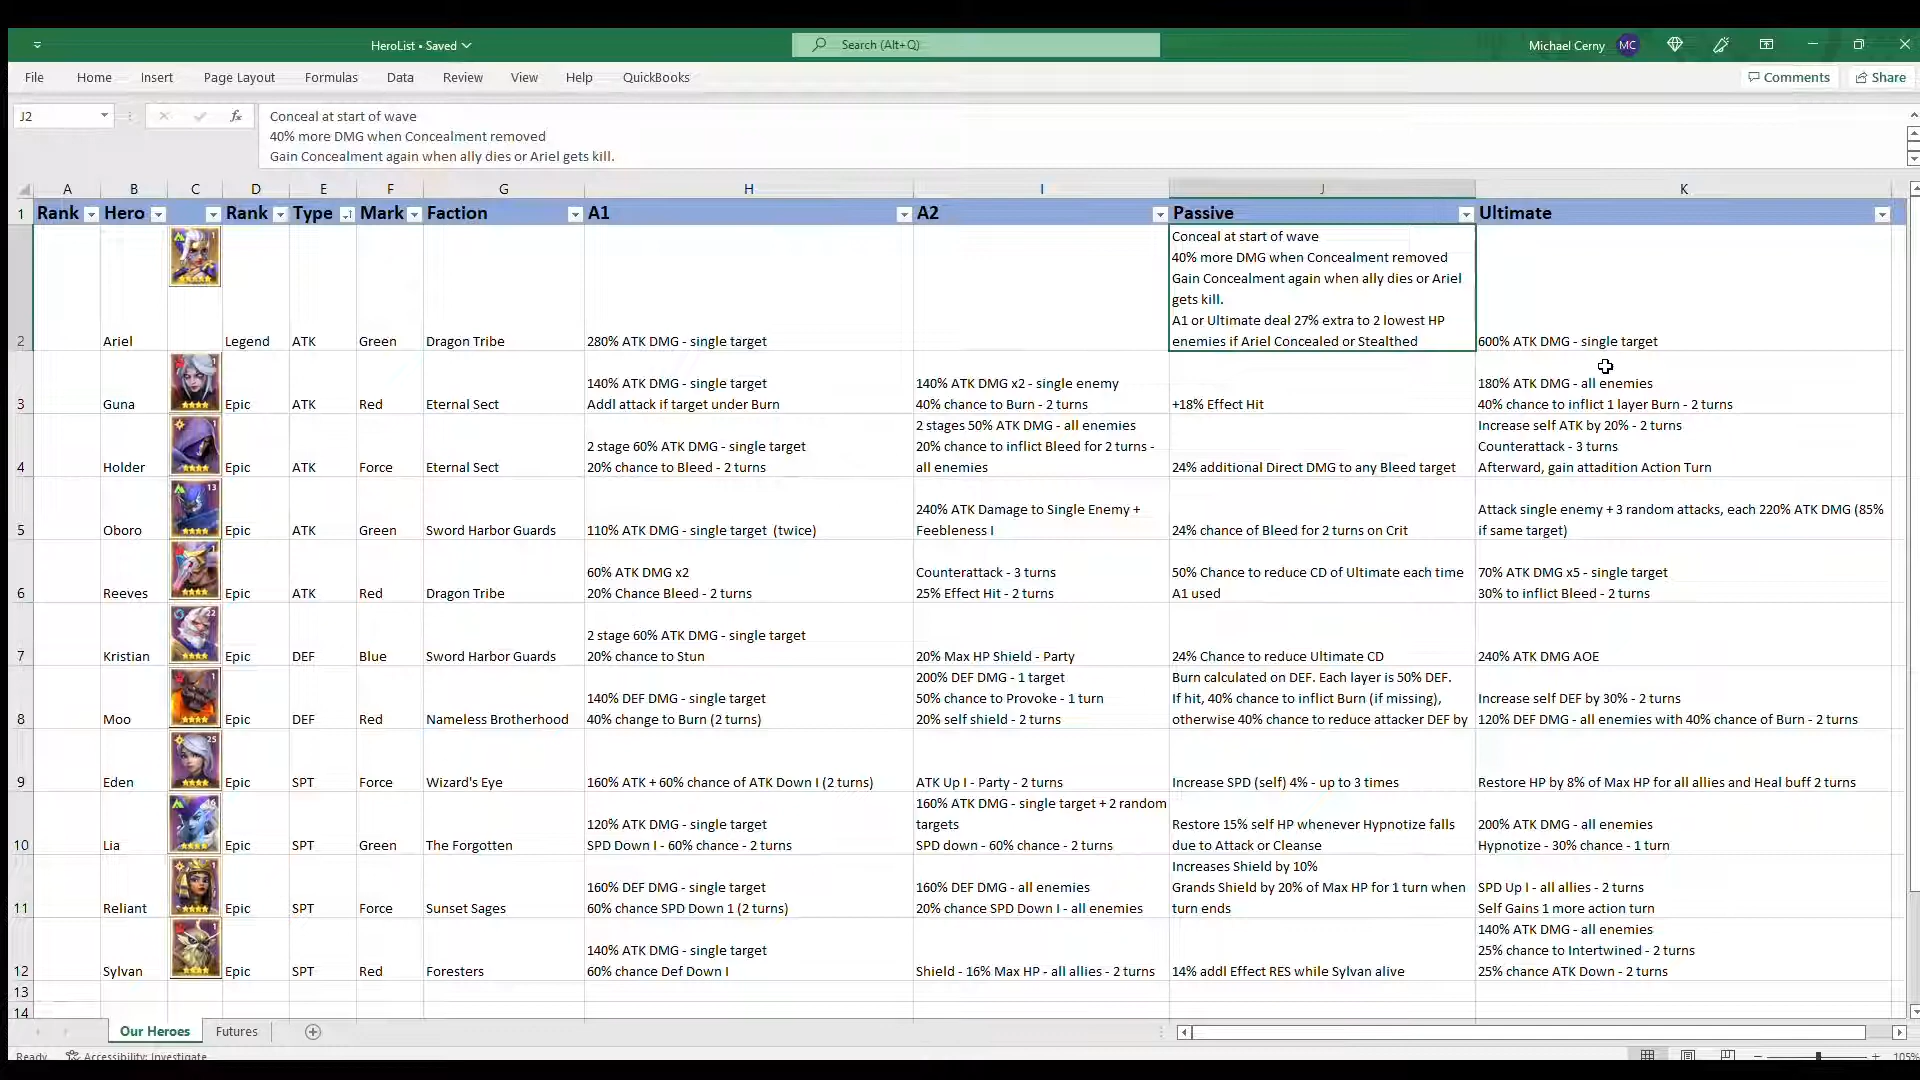 HeroList • Saved
Search (Alt+Q)
Michael Cerny MC
File Home Insert Page Layout Formulas Data Review View Help QuickBooks Comments Share
J2
fx
Conceal at start of wave
40% more DMG when Concealment removed
Gain Concealment again when ally dies or Ariel gets kill.
A B C D E F G H I J K
1 Rank Hero Rank Type Mark Faction A1 A2 Passive Ultimate
Conceal at start of wave
40% more DMG when Concealment removed
Gain Concealment again when ally dies or Ariel
gets kill.
A1 or Ultimate deal 27% extra to 2 lowest HP
2 Ariel Legend ATK Green Dragon Tribe 280% ATK DMG - single target enemies if Ariel Concealed or Stealthed 600% ATK DMG - single target
140% ATK DMG - single target 140% ATK DMG x2 - single enemy 180% ATK DMG - all enemies
3 Guna Epic ATK Red Eternal Sect Addl attack if target under Burn 40% chance to Burn - 2 turns +18% Effect Hit 40% chance to inflict 1 layer Burn - 2 turns
2 stages 50% ATK DMG - all enemies Increase self ATK by 20% - 2 turns
2 stage 60% ATK DMG - single target 20% chance to inflict Bleed for 2 turns - Counterattack - 3 turns
4 Holder Epic ATK Force Eternal Sect 20% chance to Bleed - 2 turns all enemies 24% additional Direct DMG to any Bleed target Afterward, gain attadition Action Turn
13
240% ATK Damage to Single Enemy + Attack single enemy + 3 random attacks, each 220% ATK DMG (85%
5 Oboro Epic ATK Green Sword Harbor Guards 110% ATK DMG - single target (twice) Feebleness I 24% chance of Bleed for 2 turns on Crit if same target)
60% ATK DMG x2 Counterattack - 3 turns 50% Chance to reduce CD of Ultimate each time 70% ATK DMG x5 - single target
6 Reeves Epic ATK Red Dragon Tribe 20% Chance Bleed - 2 turns 25% Effect Hit - 2 turns A1 used 30% to inflict Bleed - 2 turns
22
2 stage 60% ATK DMG - single target
7 Kristian Epic DEF Blue Sword Harbor Guards 20% chance to Stun 20% Max HP Shield - Party 24% Chance to reduce Ultimate CD 240% ATK DMG AOE
200% DEF DMG - 1 target Burn calculated on DEF. Each layer is 50% DEF.
140% DEF DMG - single target 50% chance to Provoke - 1 turn If hit, 40% chance to inflict Burn (if missing), Increase self DEF by 30% - 2 turns
8 Moo Epic DEF Red Nameless Brotherhood 40% change to Burn (2 turns) 20% self shield - 2 turns otherwise 40% chance to reduce attacker DEF by 120% DEF DMG - all enemies with 40% chance of Burn - 2 turns
25
9 Eden Epic SPT Force Wizard's Eye 160% ATK + 60% chance of ATK Down I (2 turns) ATK Up I - Party - 2 turns Increase SPD (self) 4% - up to 3 times Restore HP by 8% of Max HP for all allies and Heal buff 2 turns
160% ATK DMG - single target + 2 random
120% ATK DMG - single target targets Restore 15% self HP whenever Hypnotize falls 200% ATK DMG - all enemies
10 Lia Epic SPT Green The Forgotten SPD Down I - 60% chance - 2 turns SPD down - 60% chance - 2 turns due to Attack or Cleanse Hypnotize - 30% chance - 1 turn
Increases Shield by 10%
160% DEF DMG - single target 160% DEF DMG - all enemies Grands Shield by 20% of Max HP for 1 turn when SPD Up I - all allies - 2 turns
11 Reliant Epic SPT Force Sunset Sages 60% chance SPD Down 1 (2 turns) 20% chance SPD Down I - all enemies turn ends Self Gains 1 more action turn
140% ATK DMG - all enemies
140% ATK DMG - single target 25% chance to Intertwined - 2 turns
12 Sylvan Epic SPT Red Foresters 60% chance Def Down I Shield - 16% Max HP - all allies - 2 turns 14% addl Effect RES while Sylvan alive 25% chance ATK Down - 2 turns
13
14
Our Heroes Futures
Ready Accessibility: Investigate 105%